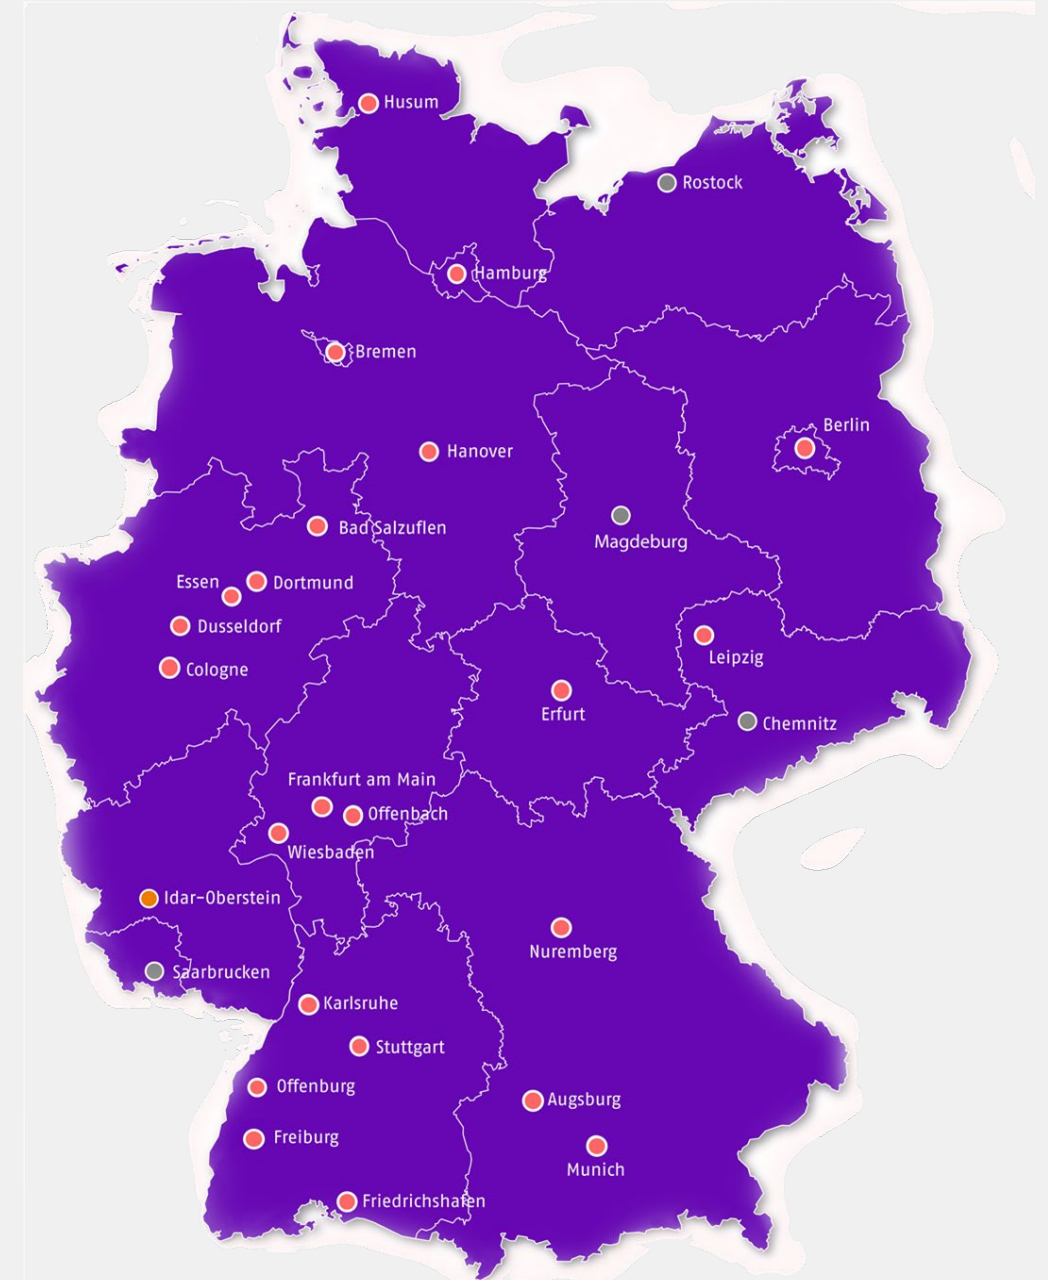 Husum
Rostock
Hamburg
Bremen
Berlin
Hanover
Magdeburg
Bad Salzuflen
Essen
Dortmund
Dusseldorf
Leipzig
Cologne
Erfurt
Chemnitz
Frankfurt am Main
Offenbach
Wiesbaden
Idar-Oberstein
Nuremberg
Saarbrucken
Karlsruhe
Stuttgart
Offenburg
Augsburg
Freiburg
Munich
Friedrichshafen